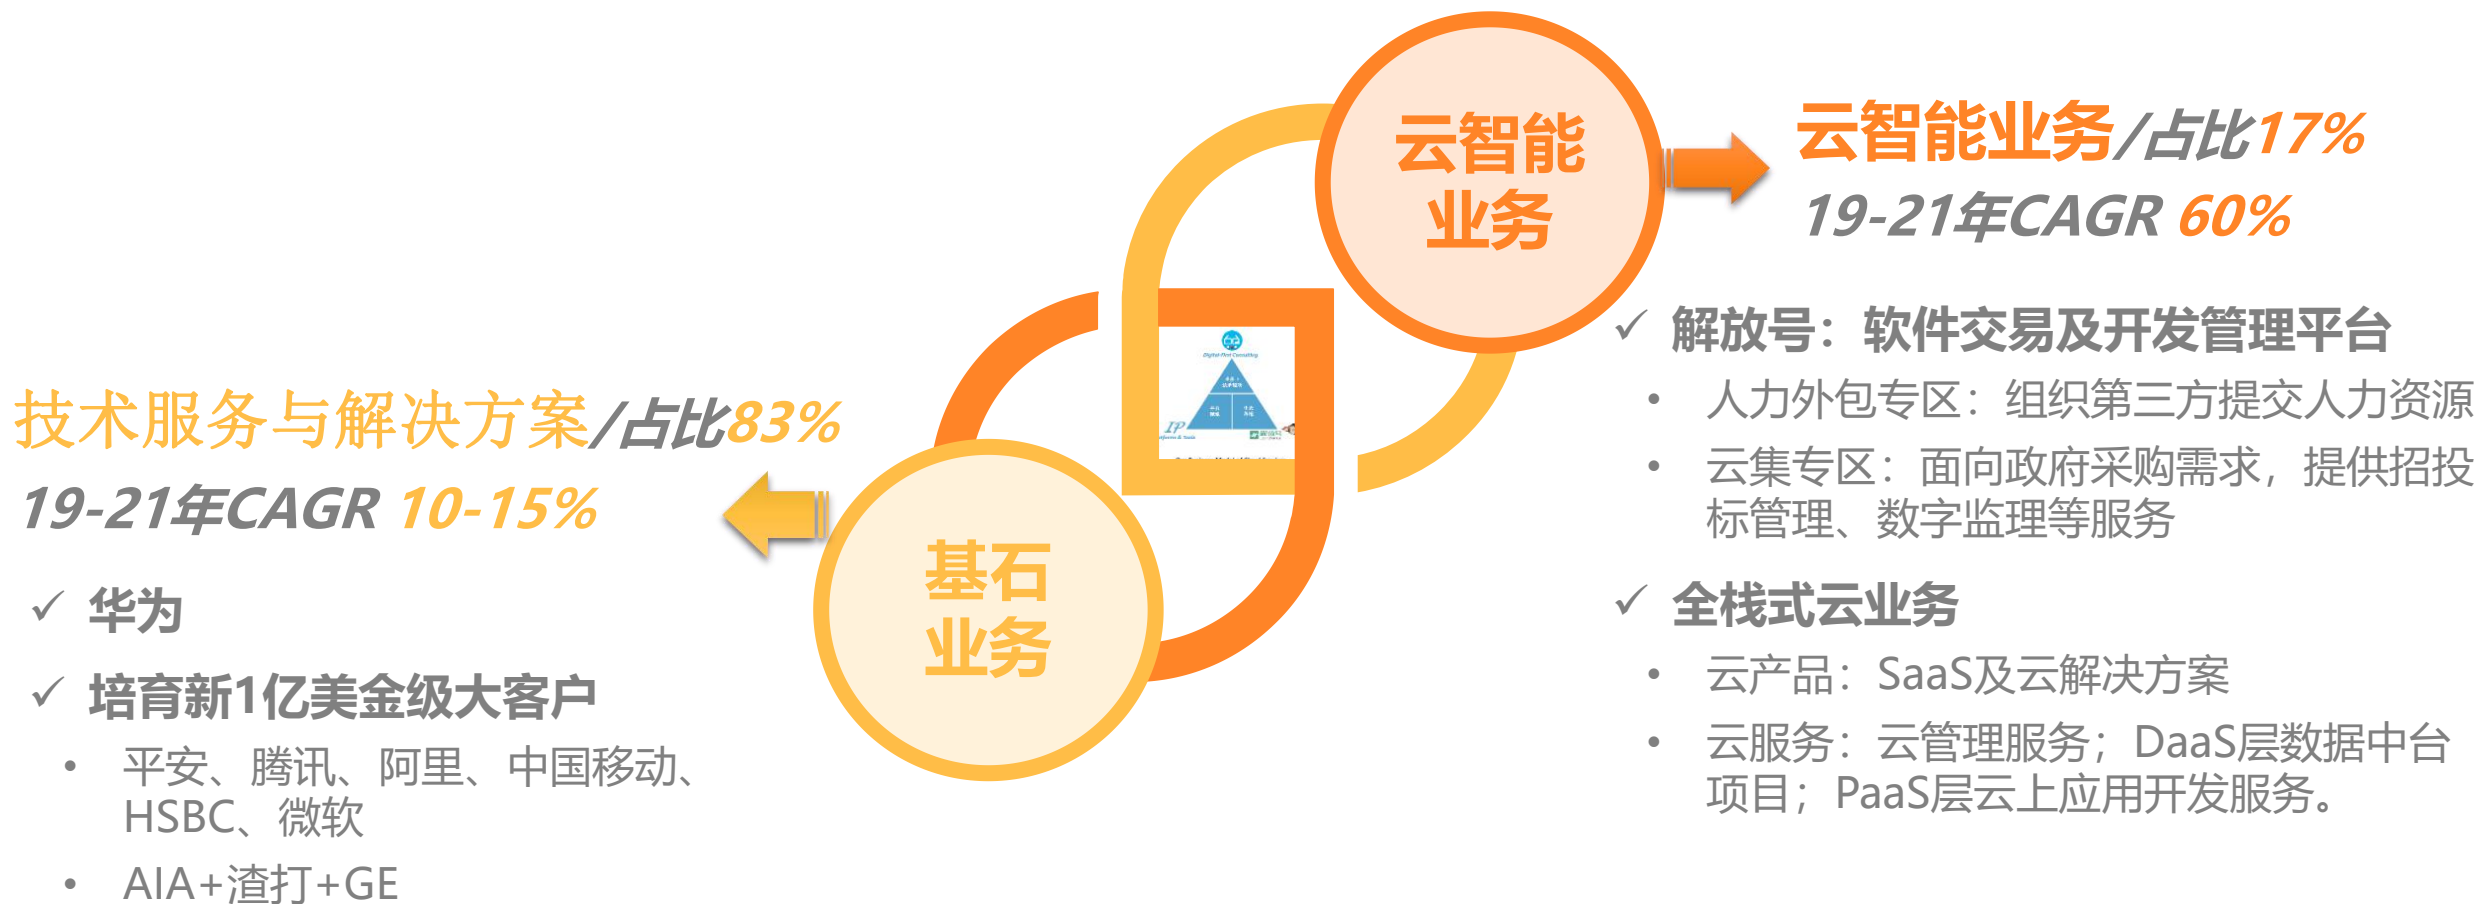 云智能
业务
云智能业务/占比17%
19-21年CAGR 60%
✓ 解放号：软件交易及开发管理平台
• 人力外包专区：组织第三方提交人力资源
• 云集专区：面向政府采购需求，提供招投
标管理、数字监理等服务
✓ 全栈式云业务
• 云产品：SaaS及云解决方案
• 云服务：云管理服务；DaaS层数据中台
项目；PaaS层云上应用开发服务。
Digital-First Consulting
IP
技术服务与解决方案/占比83%
19-21年CAGR 10-15%
✓ 华为
✓ 培育新1亿美金级大客户
• 平安、腾讯、阿里、中国移动、
HSBC、微软
• AIA+渣打+GE
基石
业务